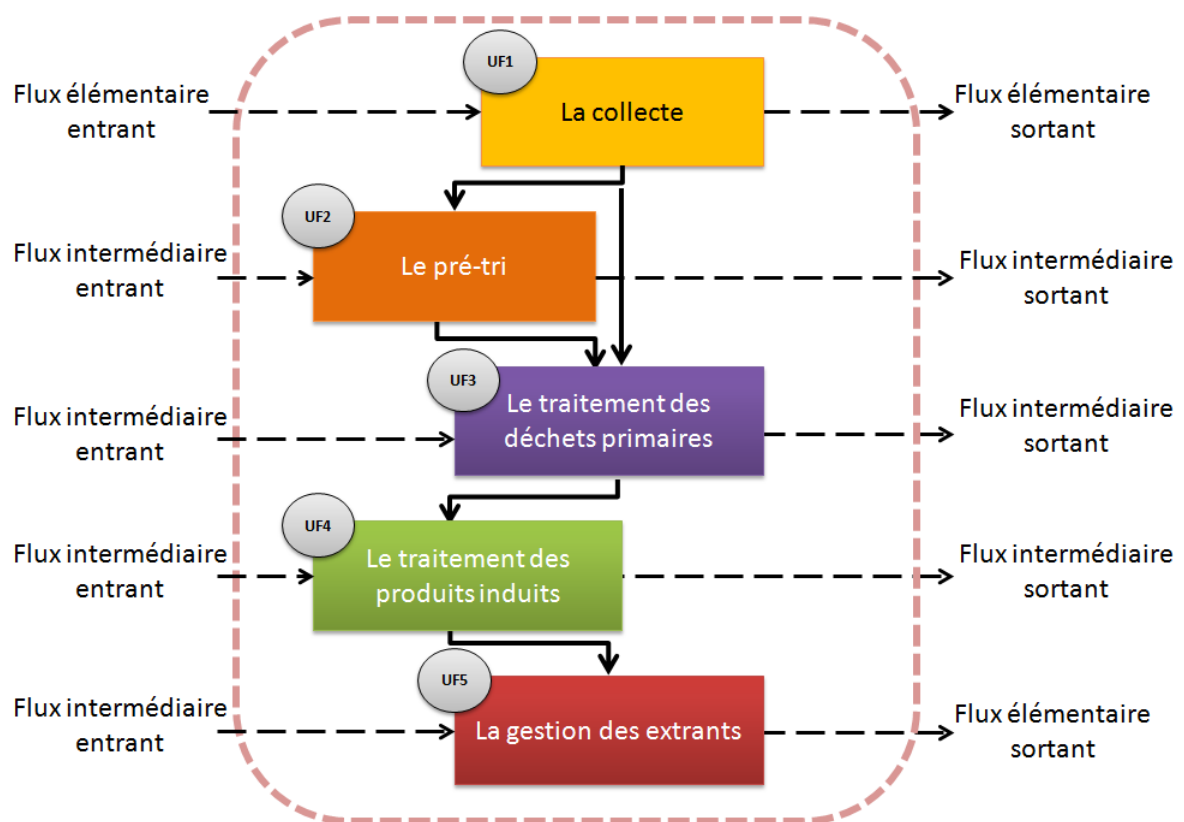 UF1
Flux élémentaire
entrant
La collecte
Flux élémentaire
sortant
UF2
Flux intermédiaire
entrant
Le pré-tri
Flux intermédiaire
sortant
UF3
Flux intermédiaire
entrant
Le traitement des
déchets primaires
Flux intermédiaire
sortant
UF4
Flux intermédiaire
entrant
Le traitement des
produits induits
Flux intermédiaire
sortant
UF5
Flux intermédiaire
entrant
La gestion des extrants
Flux élémentaire
sortant